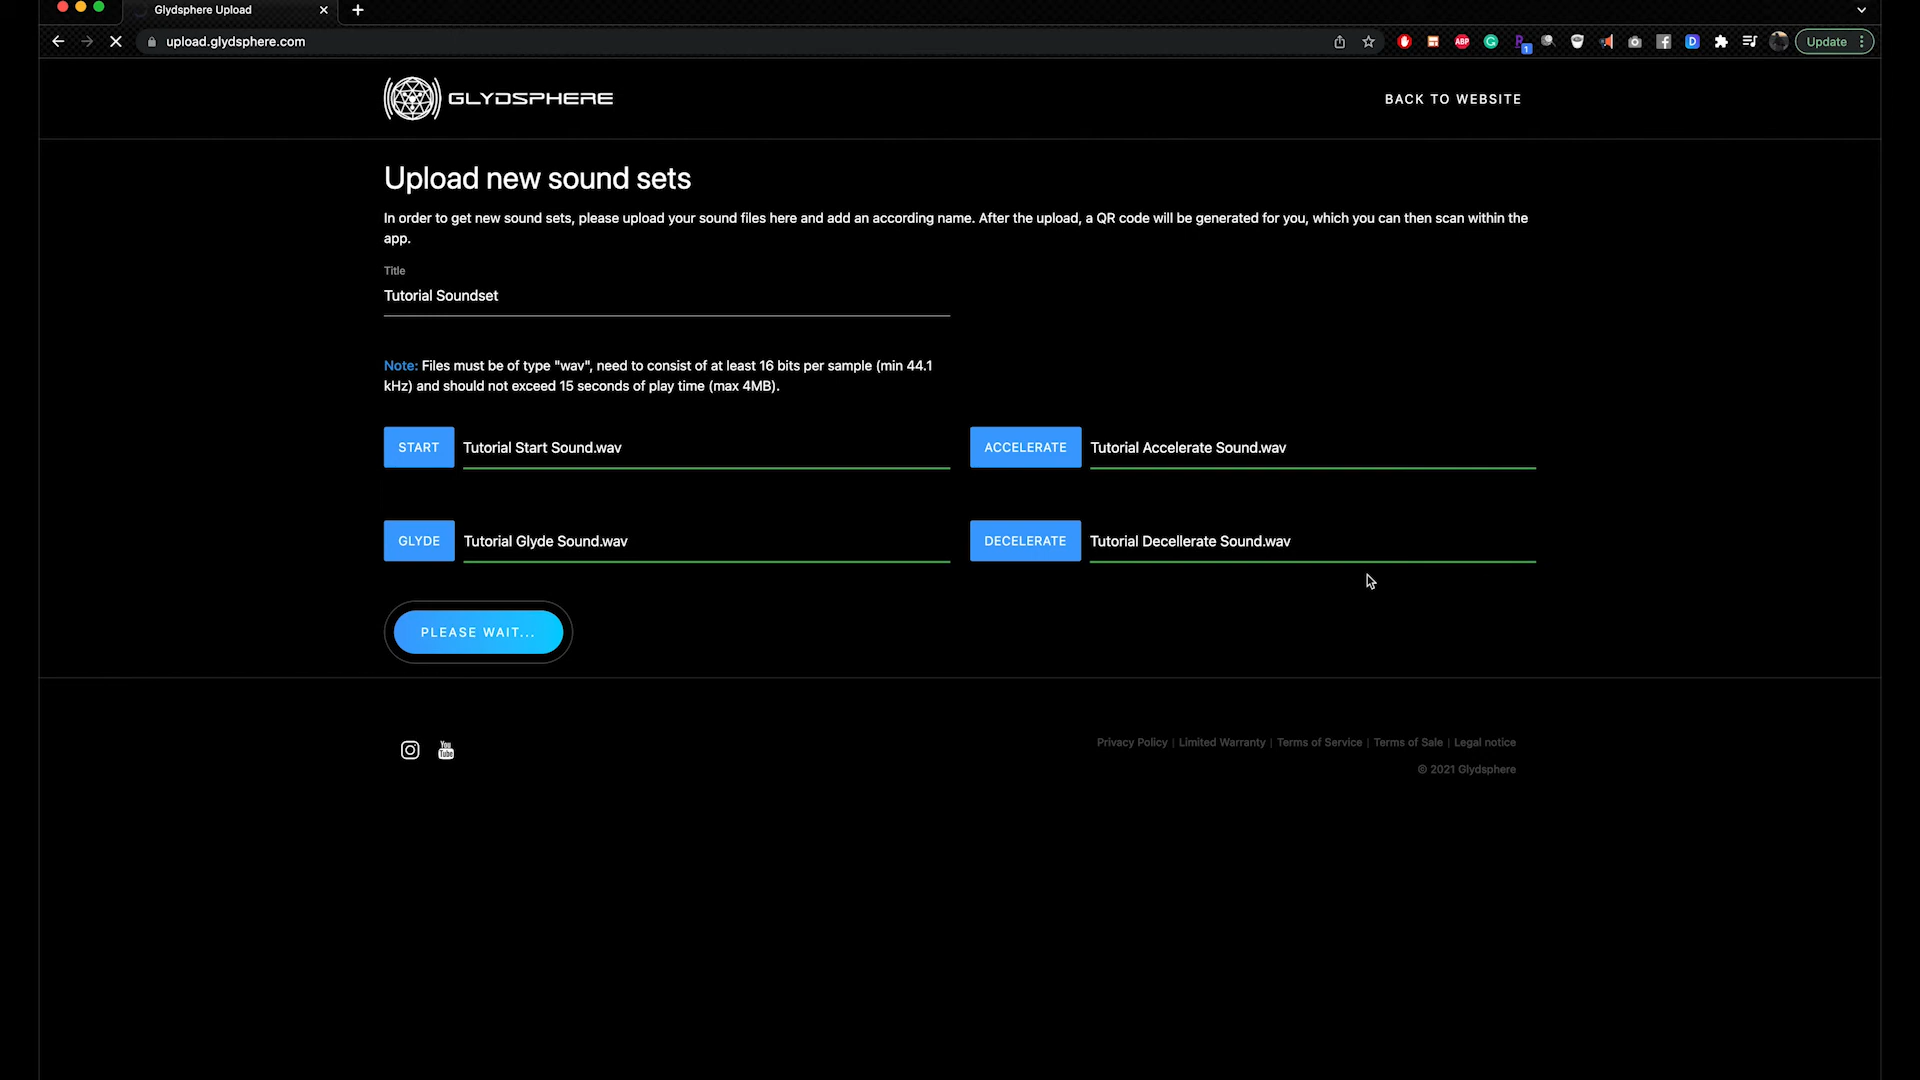 Glydsphere Upload
upload.glydsphere.com
ABP
1
D
Update
GLYDSPHERE
BACK TO WEBSITE
Upload new sound sets
In order to get new sound sets, please upload your sound files here and add an according name. After the upload, a QR code will be generated for you, which you can then scan within the
app.
Title
Tutorial Soundset
Note: Files must be of type "wav", need to consist of at least 16 bits per sample (min 44.1
kHz) and should not exceed 15 seconds of play time (max 4MB).
START Tutorial Start Sound.wav
ACCELERATE Tutorial Accelerate Sound.wav
GLYDE Tutorial Glyde Sound.wav
DECELERATE Tutorial Decellerate Sound.wav
PLEASE WAIT...
You Tube
Privacy Policy | Limited Warranty | Terms of Service | Terms of Sale | Legal notice
© 2021 Glydsphere